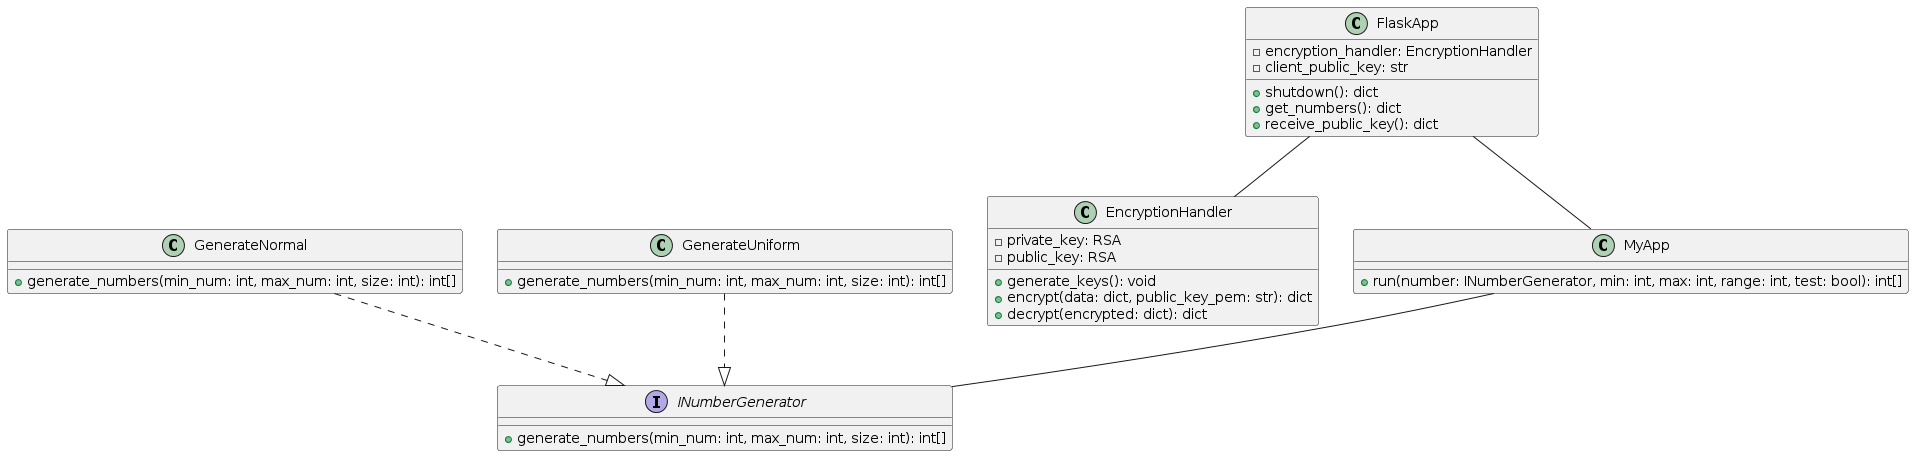 C FlaskApp
encryption_handler: EncryptionHandler
client_public_key: str
shutdown(): dict
get_numbers(): dict
receive_public_key(): dict
C GenerateNormal
generate_numbers(min_num: int, max_num: int, size: int): int[]
C GenerateUniform
generate_numbers(min_num: int, max_num: int, size: int): int[]
C EncryptionHandler
private_key: RSA
public_key: RSA
generate_keys(): void
encrypt(data: dict, public_key_pem: str): dict
decrypt(encrypted: dict): dict
C MyApp
run(number: INumberGenerator, min: int, max: int, range: int, test: bool): int[]
I INumberGenerator
generate_numbers(min_num: int, max_num: int, size: int): int[]